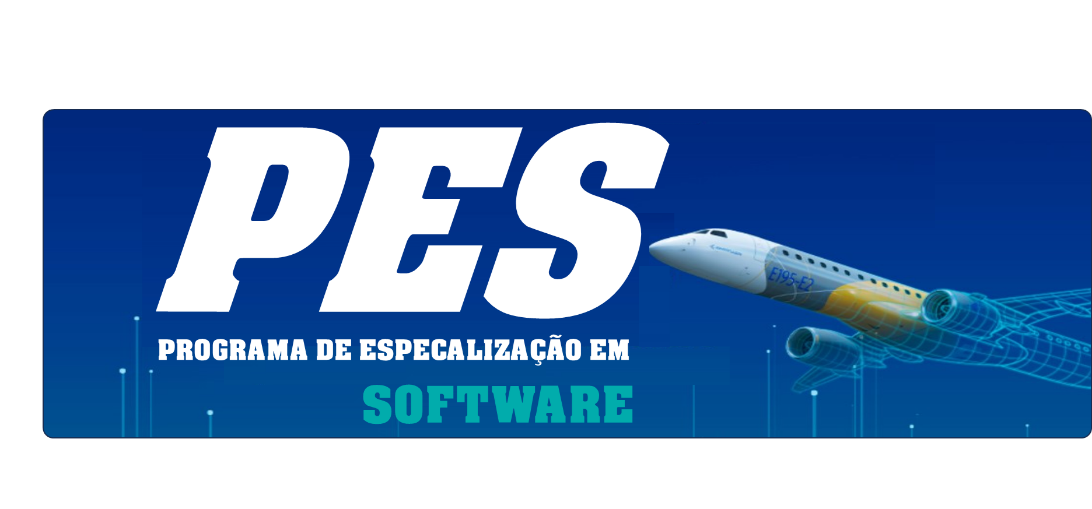 PES
PROGRAMA DE ESPECALIZAÇÃO EM
SOFTWARE
E195-E2